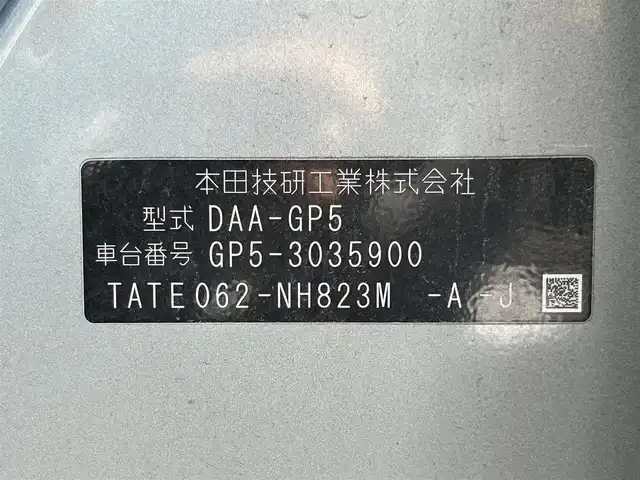 本田技研工業株式会社
型式 DAA-GP5
車台番号 GP5-3035900
TATE062-NH823M -A -J